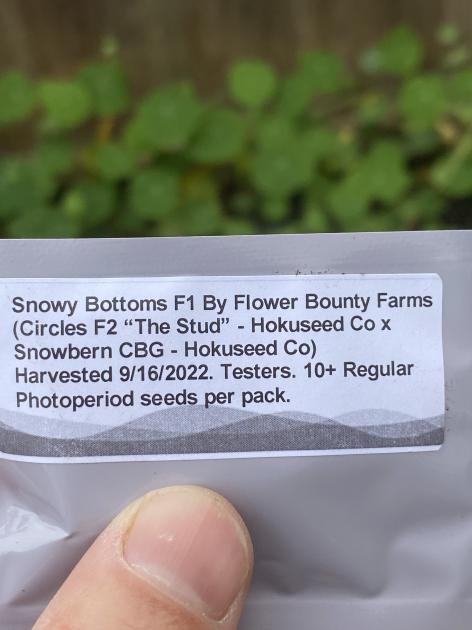 Snowy Bottoms F1 By Flower Bounty Farms
(Circles F2 “The Stud” - Hokuseed Co x
Snowbern CBG - Hokuseed Co)
Harvested 9/16/2022. Testers. 10+ Regular
Photoperiod seeds per pack.